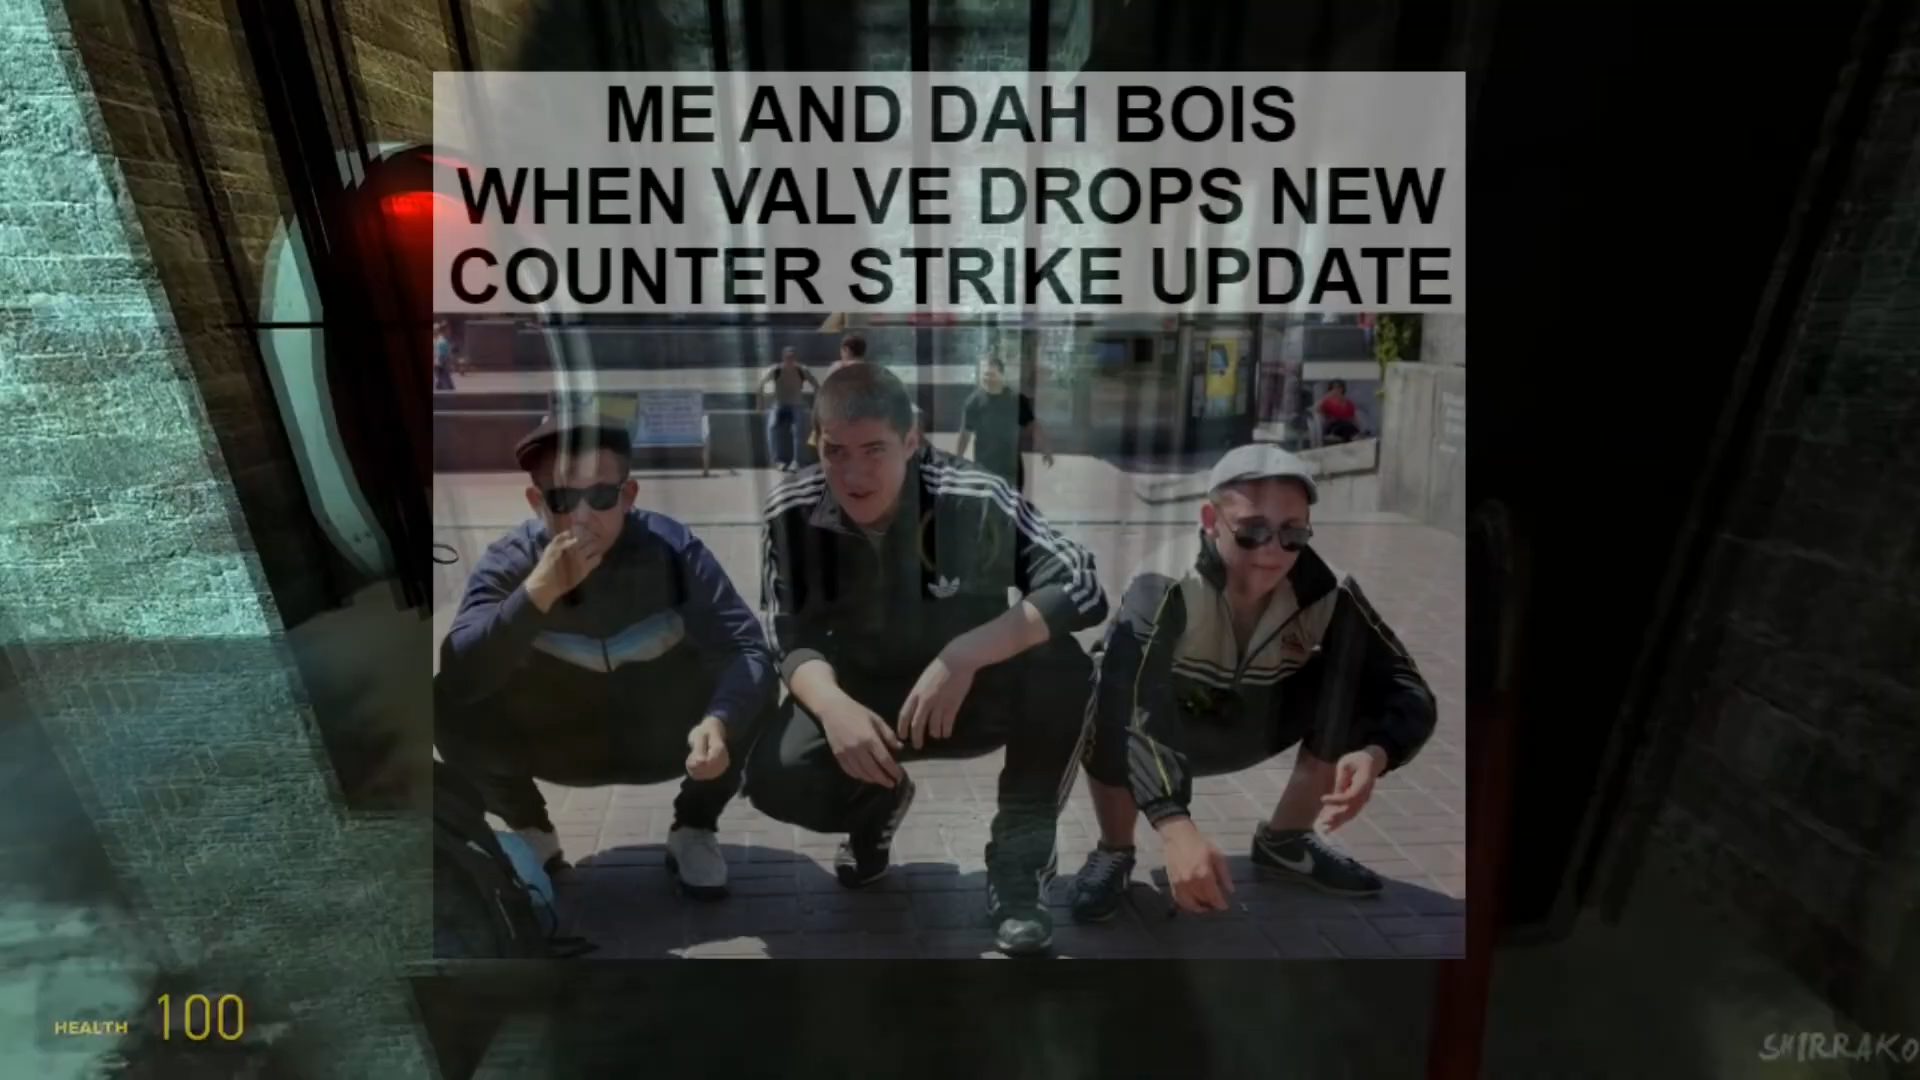 ME AND DAH BOIS
WHEN VALVE DROPS NEW
COUNTER STRIKE UPDATE
HEALTH 100
SHIRRAKO